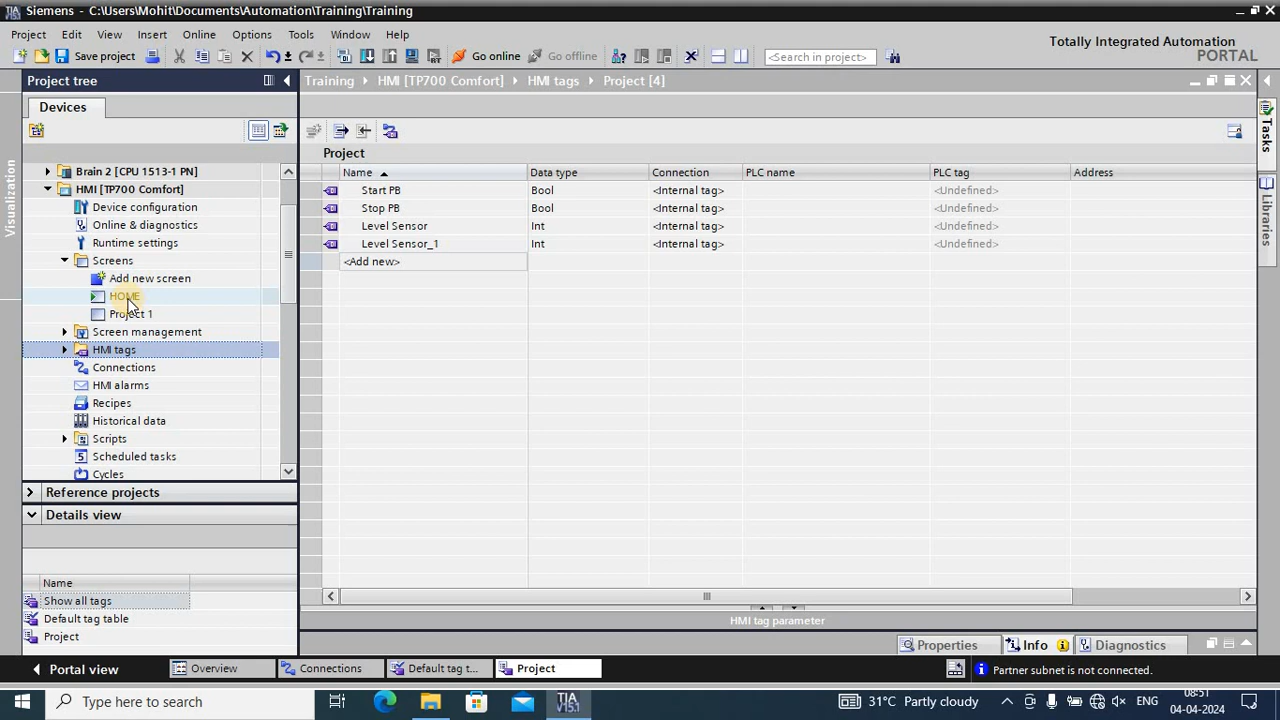 Siemens - C:\Users\Mohit\Documents\Automation\Training\Training
Project Edit View Insert Online Options Tools Window Help
Totally Integrated Automation
PORTAL
Save project Go online Go offline <Search in project>
Project tree
Training HMI [TP700 Comfort] HMI tags Project [4]
Devices
Tasks
Libraries
Visualization
Brain 2 [CPU 1513-1 PN]
HMI [TP700 Comfort]
Device configuration
Online & diagnostics
Runtime settings
Screens
Add new screen
HOME
Project 1
Screen management
HMI tags
Connections
HMI alarms
Recipes
Historical data
Scripts
Scheduled tasks
Cycles
Reference projects
Details view
Name
Show all tags
Default tag table
Project
Project
Name Data type Connection PLC name PLC tag Address
Start PB Bool <Internal tag> <Undefined>
Stop PB Bool <Internal tag> <Undefined>
Level Sensor Int <Internal tag> <Undefined>
Level Sensor_1 Int <Internal tag> <Undefined>
<Add new>
HMI tag parameter
Properties Info Diagnostics
Portal view Overview Connections Default tag t... Project Partner subnet is not connected.
Type here to search
TIA
V15.1
31°C Partly cloudy ENG
08:51
04-04-2024